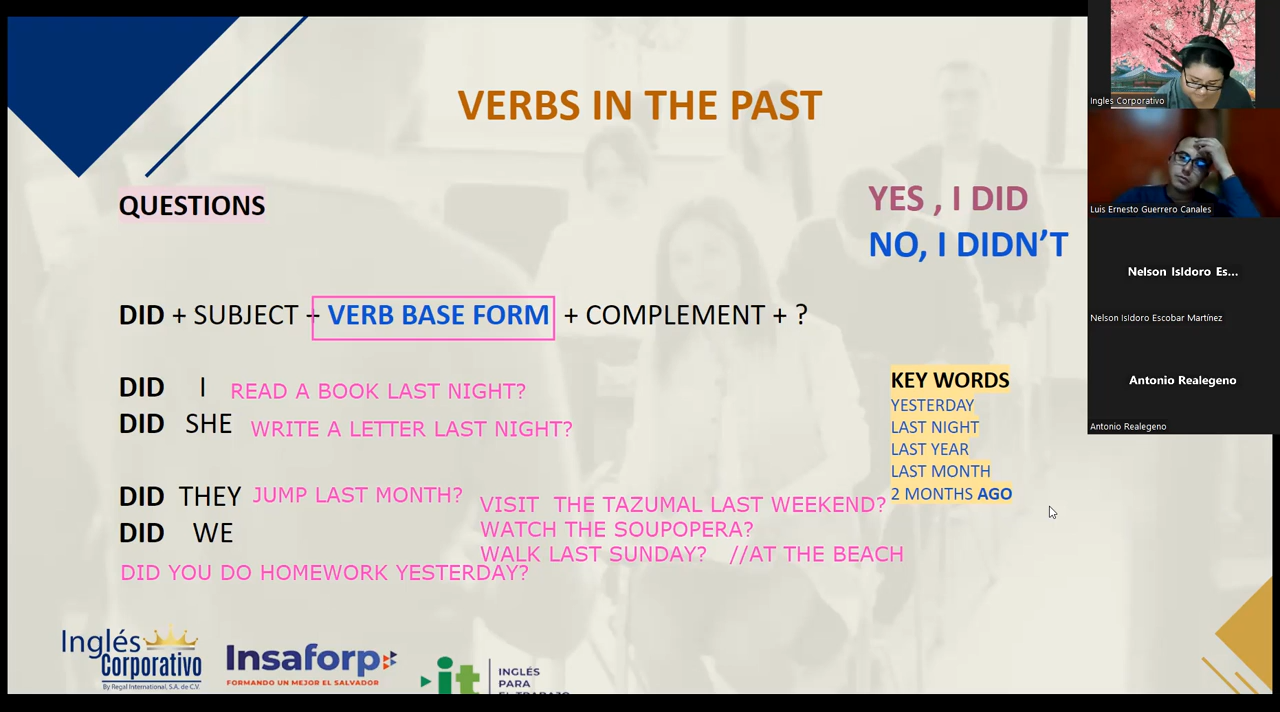 VERBS IN THE PAST
QUESTIONS
YES , I DID
NO, I DIDN’T
DID + SUBJECT + VERB BASE FORM + COMPLEMENT + ?
DID I READ A BOOK LAST NIGHT?
DID SHE WRITE A LETTER LAST NIGHT?
DID THEY JUMP LAST MONTH?
DID WE
VISIT THE TAZUMAL LAST WEEKEND?
WATCH THE SOUPOPERA?
WALK LAST SUNDAY? //AT THE BEACH
DID YOU DO HOMEWORK YESTERDAY?
KEY WORDS
YESTERDAY
LAST NIGHT
LAST YEAR
LAST MONTH
2 MONTHS AGO
Inglés
Corporativo
By Regal International, S.A. de C.V.
Insaforp
FORMANDO UN MEJOR EL SALVADOR
it
INGLÉS
PARA
EL TRABAJO
Ingles Corporativo
Luis Ernesto Guerrero Canales
Nelson IsIdoro Es...
Nelson IsIdoro Escobar Martínez
Antonio Realegeno
Antonio Realegeno